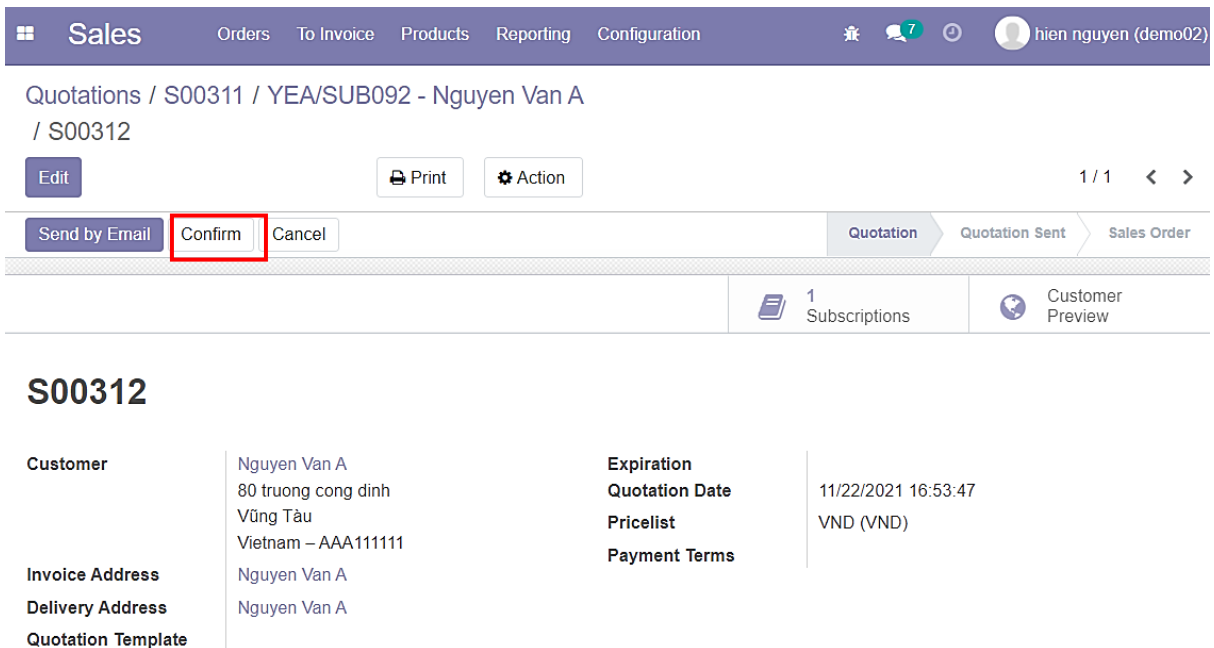 Sales Orders To Invoice Products Reporting Configuration 7 hien nguyen (demo02)
Quotations / S00311 / YEA/SUB092 - Nguyen Van A
/ S00312
Edit Print Action 1 / 1
Send by Email Confirm Cancel Quotation Quotation Sent Sales Order
1
Subscriptions
Customer
Preview
S00312
Customer Nguyen Van A
80 truong cong dinh
Vũng Tàu
Vietnam – AAA111111
Invoice Address Nguyen Van A
Delivery Address Nguyen Van A
Quotation Template
Expiration
Quotation Date 11/22/2021 16:53:47
Pricelist VND (VND)
Payment Terms